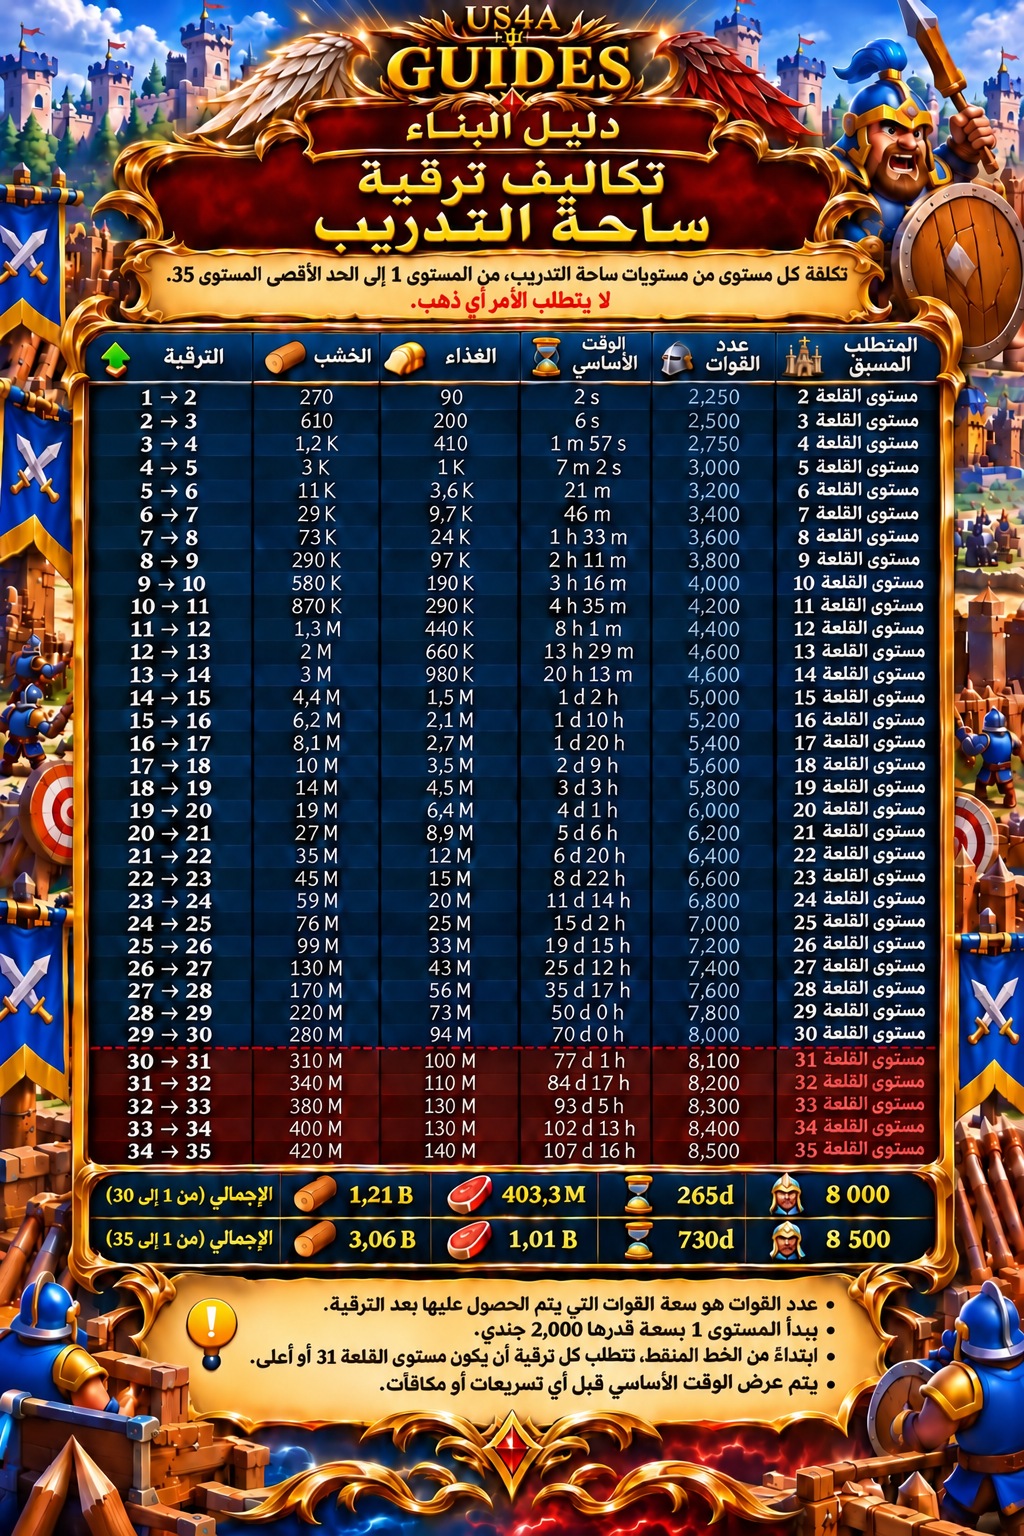 US4A
GUIDES
دليل البناء
تكاليف ترقية
ساحة التدريب
تكلفة كل مستوى من مستويات ساحة التدريب، من المستوى 1 إلى الحد الأقصى المستوى 35.
لا يتطلب الأمر أي ذهب.
الترقية الخشب الغذاء الوقت الأساسي عدد القوات المتطلب المسبق
1 → 2 270 90 2 s 2,250 مستوى القلعة 2
2 → 3 610 200 6 s 2,500 مستوى القلعة 3
3 → 4 1,2 K 410 1 m 57 s 2,750 مستوى القلعة 4
4 → 5 3 K 1 K 7 m 2 s 3,000 مستوى القلعة 5
5 → 6 11 K 3,6 K 21 m 3,200 مستوى القلعة 6
6 → 7 29 K 9,7 K 46 m 3,400 مستوى القلعة 7
7 → 8 73 K 24 K 1 h 33 m 3,600 مستوى القلعة 8
8 → 9 290 K 97 K 2 h 11 m 3,800 مستوى القلعة 9
9 → 10 580 K 190 K 3 h 16 m 4,000 مستوى القلعة 10
10 → 11 870 K 290 K 4 h 35 m 4,200 مستوى القلعة 11
11 → 12 1,3 M 440 K 8 h 1 m 4,400 مستوى القلعة 12
12 → 13 2 M 660 K 13 h 29 m 4,600 مستوى القلعة 13
13 → 14 3 M 980 K 20 h 13 m 4,600 مستوى القلعة 14
14 → 15 4,4 M 1,5 M 1 d 2 h 5,000 مستوى القلعة 15
15 → 16 6,2 M 2,1 M 1 d 10 h 5,200 مستوى القلعة 16
16 → 17 8,1 M 2,7 M 1 d 20 h 5,400 مستوى القلعة 17
17 → 18 10 M 3,5 M 2 d 9 h 5,600 مستوى القلعة 18
18 → 19 14 M 4,5 M 3 d 3 h 5,800 مستوى القلعة 19
19 → 20 19 M 6,4 M 4 d 1 h 6,000 مستوى القلعة 20
20 → 21 27 M 8,9 M 5 d 6 h 6,200 مستوى القلعة 21
21 → 22 35 M 12 M 6 d 20 h 6,400 مستوى القلعة 22
22 → 23 45 M 15 M 8 d 22 h 6,600 مستوى القلعة 23
23 → 24 59 M 20 M 11 d 14 h 6,800 مستوى القلعة 24
24 → 25 76 M 25 M 15 d 2 h 7,000 مستوى القلعة 25
25 → 26 99 M 33 M 19 d 15 h 7,200 مستوى القلعة 26
26 → 27 130 M 43 M 25 d 12 h 7,400 مستوى القلعة 27
27 → 28 170 M 56 M 35 d 17 h 7,600 مستوى القلعة 28
28 → 29 220 M 73 M 50 d 0 h 7,800 مستوى القلعة 29
29 → 30 280 M 94 M 70 d 0 h 8,000 مستوى القلعة 30
30 → 31 310 M 100 M 77 d 1 h 8,100 مستوى القلعة 31
31 → 32 340 M 110 M 84 d 17 h 8,200 مستوى القلعة 32
32 → 33 380 M 130 M 93 d 5 h 8,300 مستوى القلعة 33
33 → 34 400 M 130 M 102 d 13 h 8,400 مستوى القلعة 34
34 → 35 420 M 140 M 107 d 16 h 8,500 مستوى القلعة 35
الإجمالي (من 1 إلى 30) 1,21 B 403,3 M 265d 8 000
الإجمالي (من 1 إلى 35) 3,06 B 1,01 B 730d 8 500
• عدد القوات هو سعة القوات التي يتم الحصول عليها بعد الترقية.
• يبدأ المستوى 1 بسعة قدرها 2,000 جندي.
• ابتداءً من الخط المنقط، تتطلب كل ترقية أن يكون مستوى القلعة 31 أو أعلى.
• يتم عرض الوقت الأساسي قبل أي تسريعات أو مكافآت.